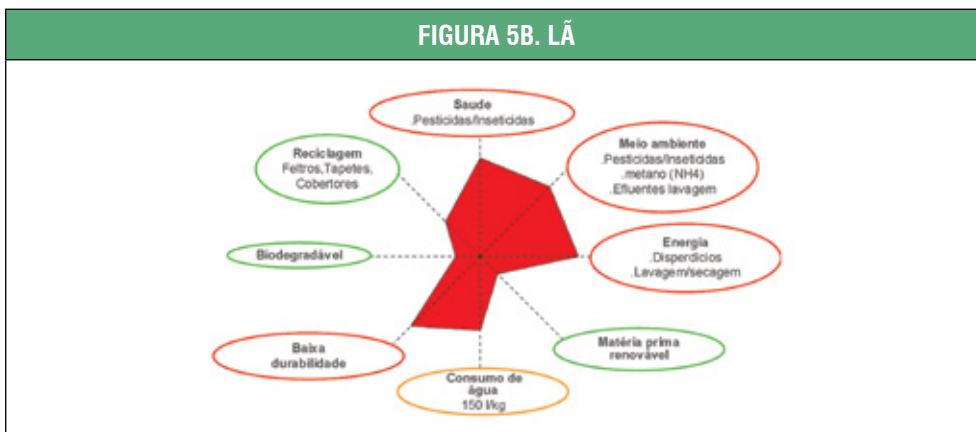 FIGURA 5B. LÃ
Saude
.Pesticidas/Inseticidas
Meio ambiente
.Pesticidas/Inseticidas
.metano (NH4)
.Efluentes lavagem
Reciclagem
Feltros,Tapetes,
Cobertores
Energia
.Disperdícios
.Lavagem/secagem
Biodegradável
Matéria prima
renovável
Baixa
durabilidade
Consumo de
água
150 l/kg